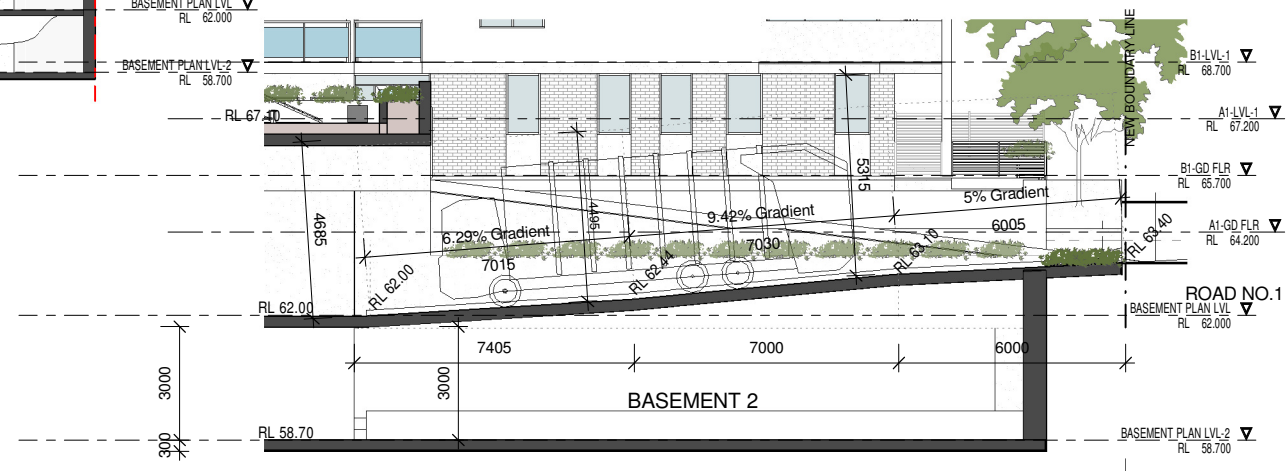 BASEMENT PLAN LVL
RL 62.000
BASEMENT PLAN LVL-2
RL 58.700
NEW BOUNDARY LINE
B1-LVL-1
RL 68.700
RL 67.10
A1-LVL-1
RL 67.200
B1-GD FLR
RL 65.700
5315
4685
4495
6.29% Gradient
9.42% Gradient
5% Gradient
7015
7030
6005
A1-GD FLR
RL 64.200
RL 62.00
RL 62.44
RL 63.10
RL 63.40
ROAD NO.1
RL 62.00
BASEMENT PLAN LVL
RL 62.000
7405
7000
6000
3000
3000
BASEMENT 2
RL 58.70
300
BASEMENT PLAN LVL-2
RL 58.700